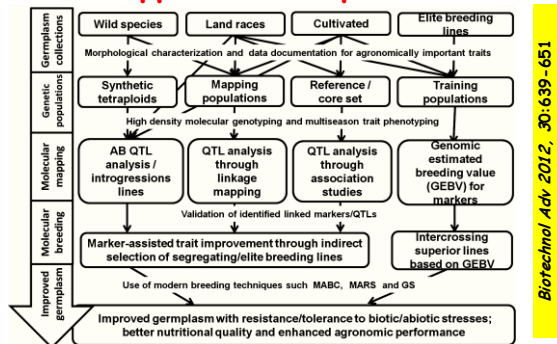 Germplasm collections
Wild species
Land races
Cultivated
Elite breeding
lines
Morphological characterization and data documentation for agronomically important traits
Genetic populations
Synthetic
tetraploids
Mapping
populations
Reference /
core set
Training
populations
High density molecular genotyping and multiseason trait phenotyping
Molecular mapping
AB QTL
analysis /
introgressions
lines
QTL analysis
through
linkage
mapping
QTL analysis
through
association
studies
Genomic
estimated
breeding value
(GEBV) for
markers
Validation of identified linked markers/QTLs
Molecular breeding
Marker-assisted trait improvement through indirect
selection of segregating/elite breeding lines
Intercrossing
superior lines
based on GEBV
Use of modern breeding techniques such MABC, MARS and GS
Improved germplasm
Improved germplasm with resistance/tolerance to biotic/abiotic stresses;
better nutritional quality and enhanced agronomic performance
Biotechnol Adv 2012, 30:639-651